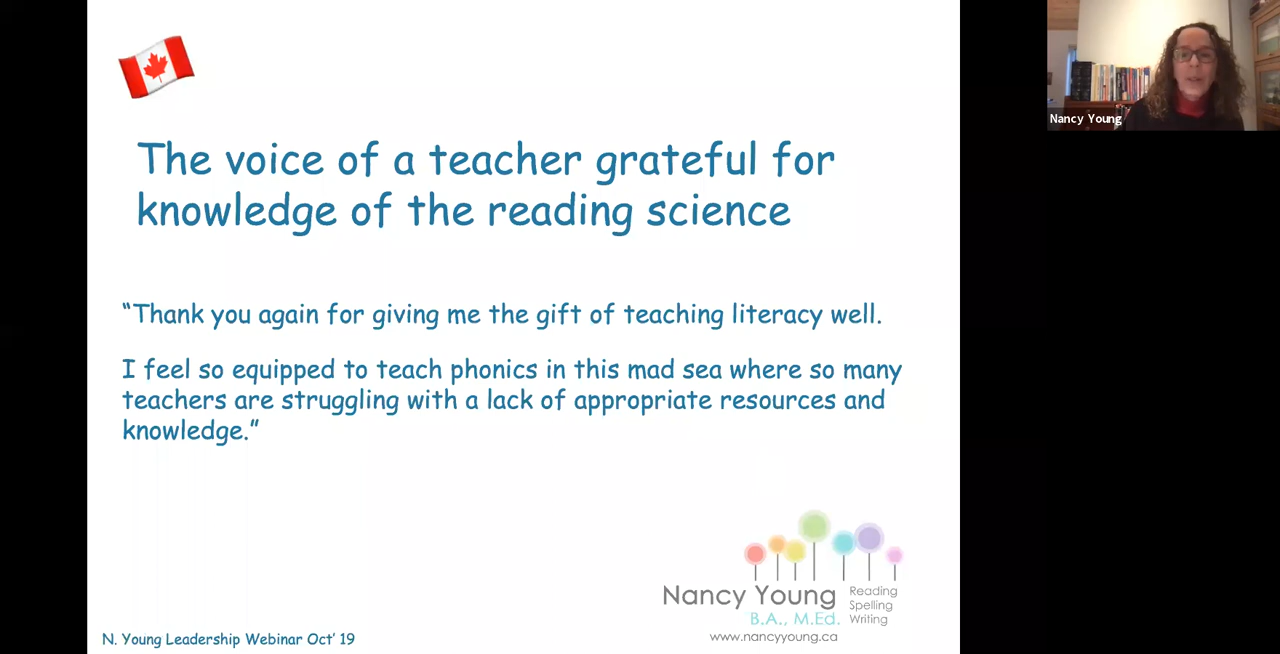 The voice of a teacher grateful for
knowledge of the reading science
“Thank you again for giving me the gift of teaching literacy well.
I feel so equipped to teach phonics in this mad sea where so many
teachers are struggling with a lack of appropriate resources and
knowledge.”
Nancy Young
B.A., M.Ed.
Reading
Spelling
Writing
www.nancyyoung.ca
N. Young Leadership Webinar Oct’ 19
Nancy Young